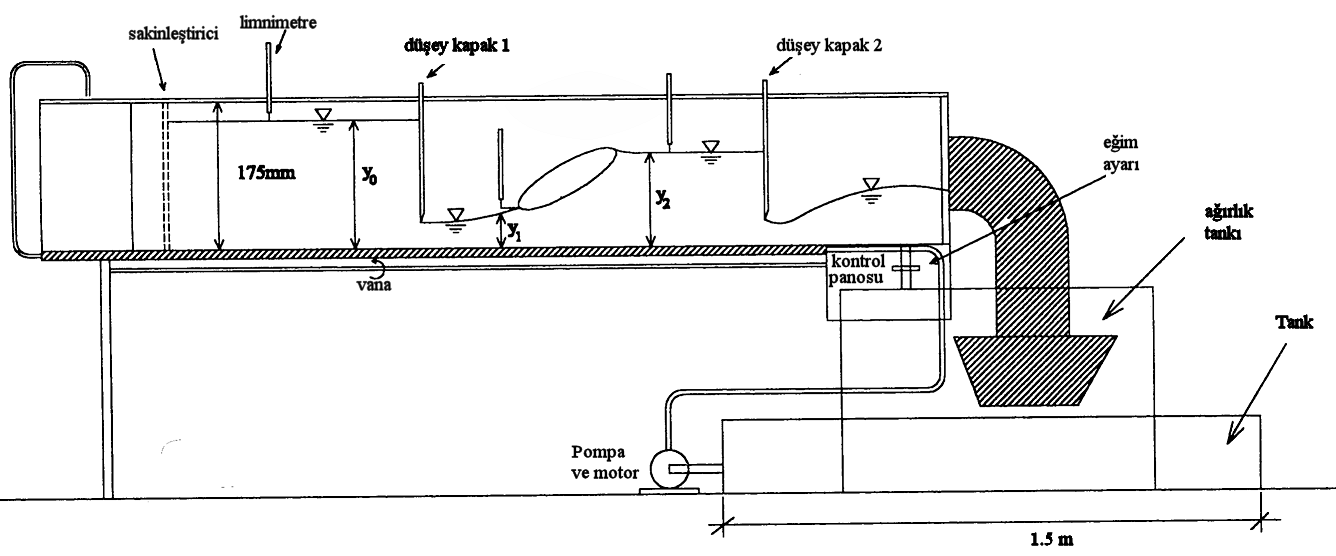 limnimetre
sakinleştirici
düşey kapak 1
düşey kapak 2
eğim
ayarı
175mm
y0
y1
y2
ağırlık
tankı
kontrol
panosu
vana
Tank
Pompa
ve motor
1.5 m